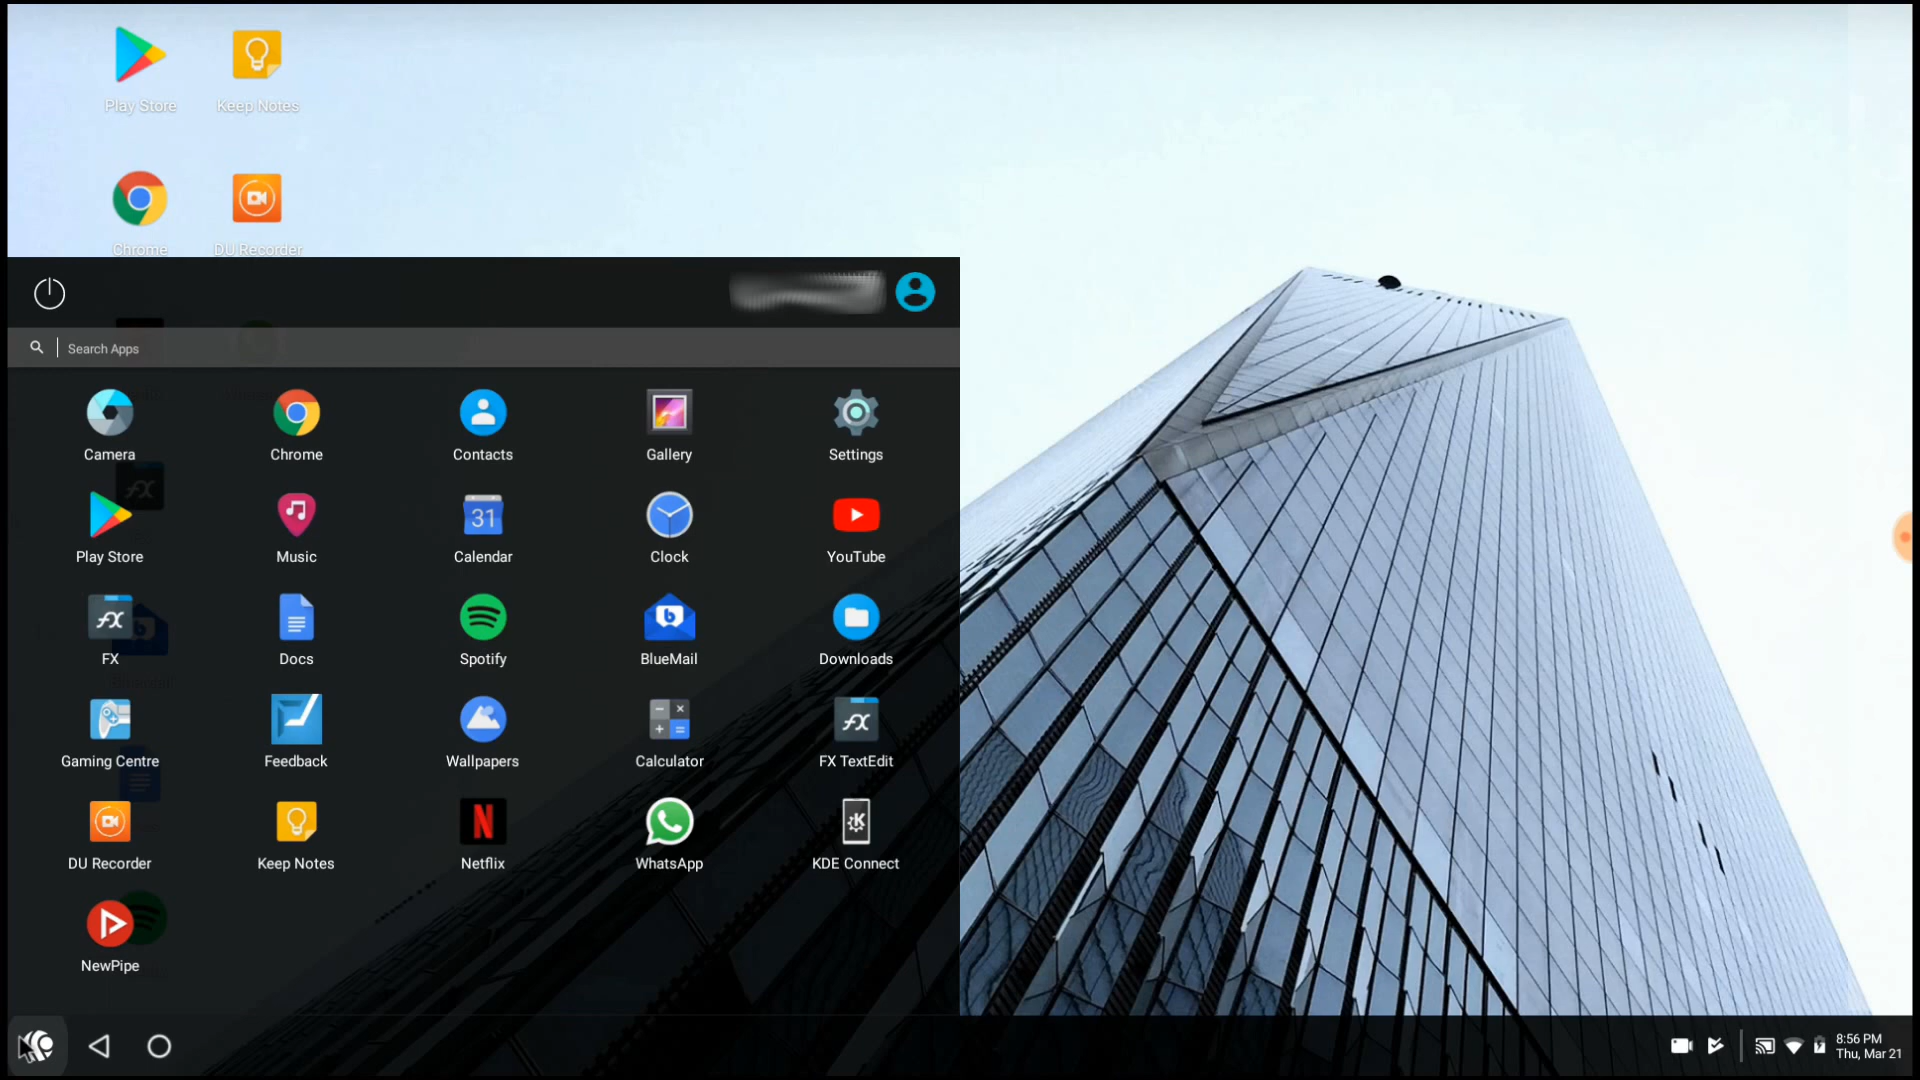 Play Store
Keep Notes
Chrome
DU Recorder
Search Apps
Camera
Chrome
Contacts
Gallery
Settings
Play Store
Music
31
Calendar
Clock
YouTube
FX
FX
Docs
Spotify
BlueMail
Downloads
Gaming Centre
Feedback
Wallpapers
Calculator
FX
FX TextEdit
DU Recorder
Keep Notes
Netflix
WhatsApp
KDE Connect
NewPipe
8:56 PM
Thu, Mar 21